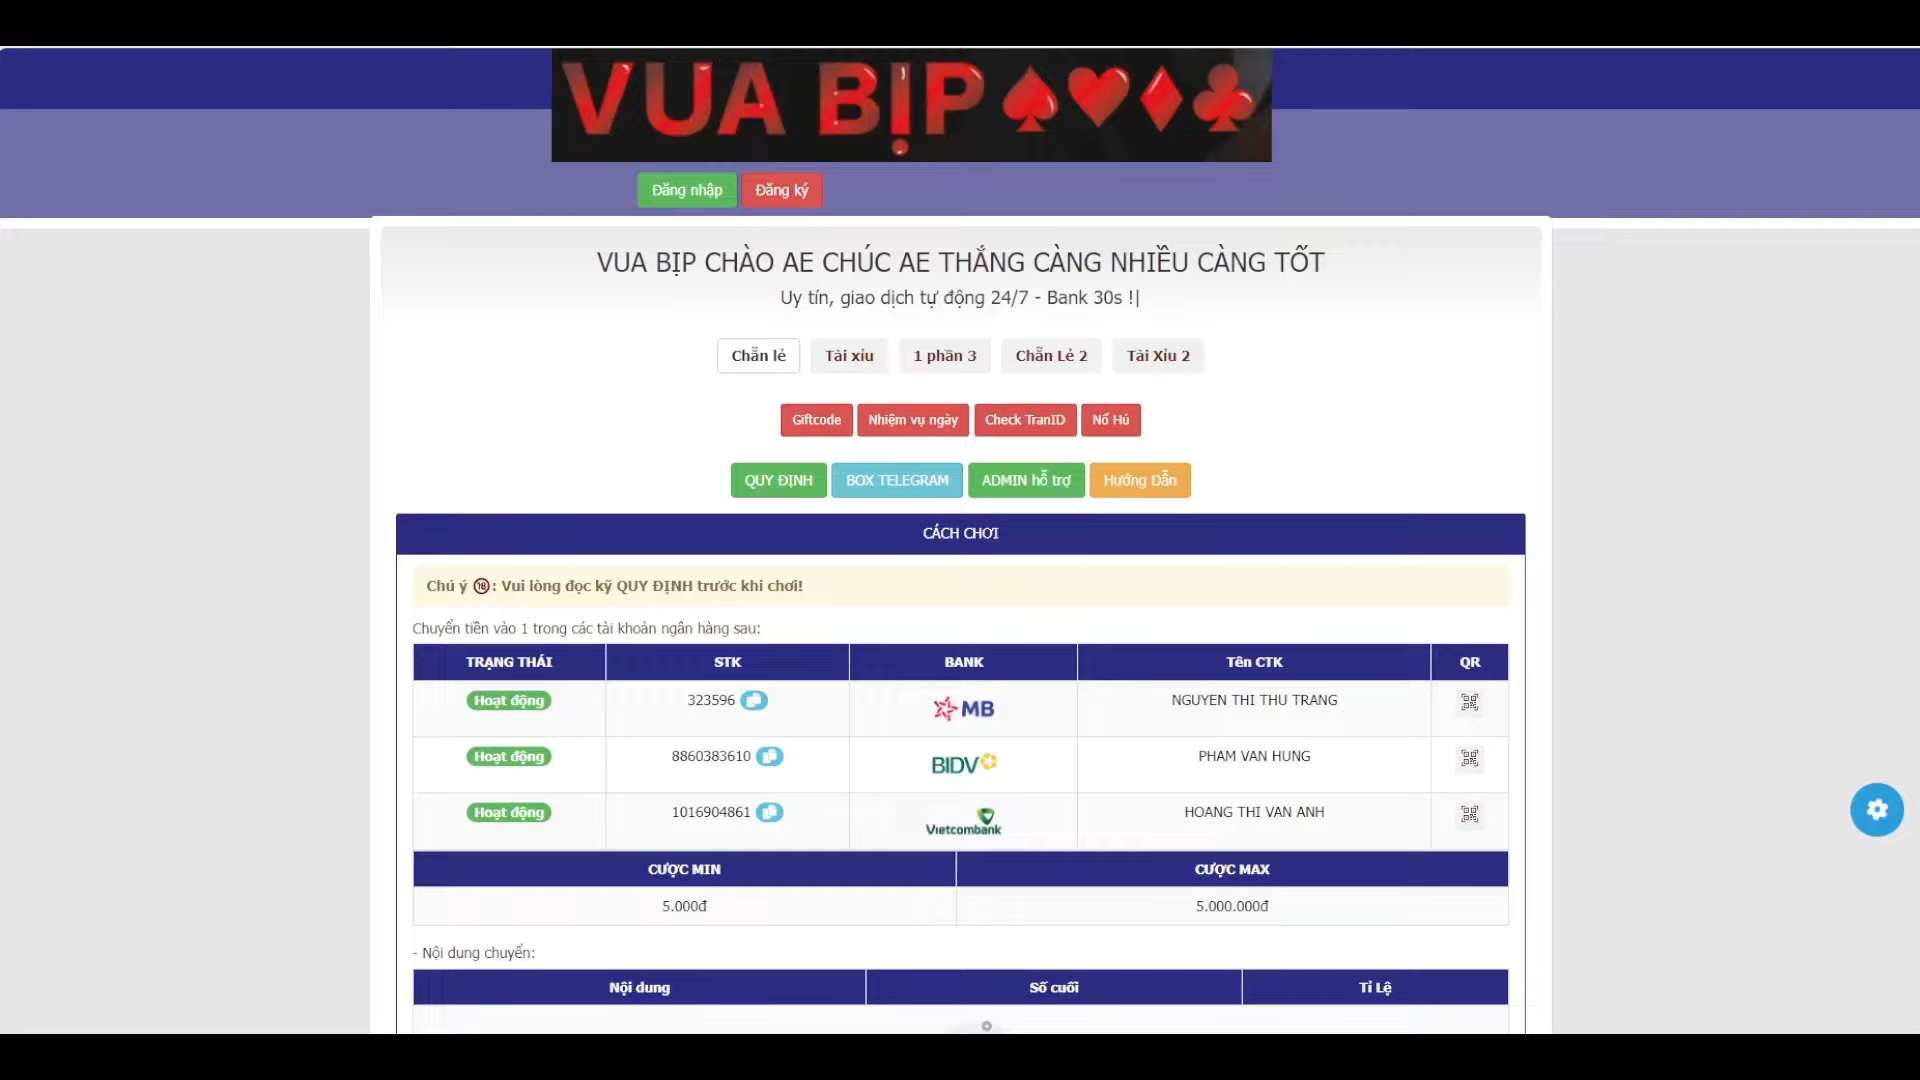 VUA BỊP
Đăng nhập Đăng ký
VUA BỊP CHÀO AE CHÚC AE THẮNG CÀNG NHIỀU CÀNG TỐT
Uy tín, giao dịch tự động 24/7 - Bank 30s !|
Chẵn lẻ Tài xỉu 1 phần 3 Chẵn Lẻ 2 Tài Xỉu 2
Giftcode Nhiệm vụ ngày Check TranID Nổ Hũ
QUY ĐỊNH BOX TELEGRAM ADMIN hỗ trợ Hướng Dẫn
CÁCH CHƠI
Chú ý 🔞: Vui lòng đọc kỹ QUY ĐỊNH trước khi chơi!
Chuyển tiền vào 1 trong các tài khoản ngân hàng sau:
TRẠNG THÁI STK BANK Tên CTK QR
Hoạt động 323596 MB NGUYEN THI THU TRANG
Hoạt động 8860383610 BIDV PHAM VAN HUNG
Hoạt động 1016904861 Vietcombank HOANG THI VAN ANH
CƯỢC MIN CƯỢC MAX
5.000đ 5.000.000đ
- Nội dung chuyển:
Nội dung Số cuối Tỉ Lệ